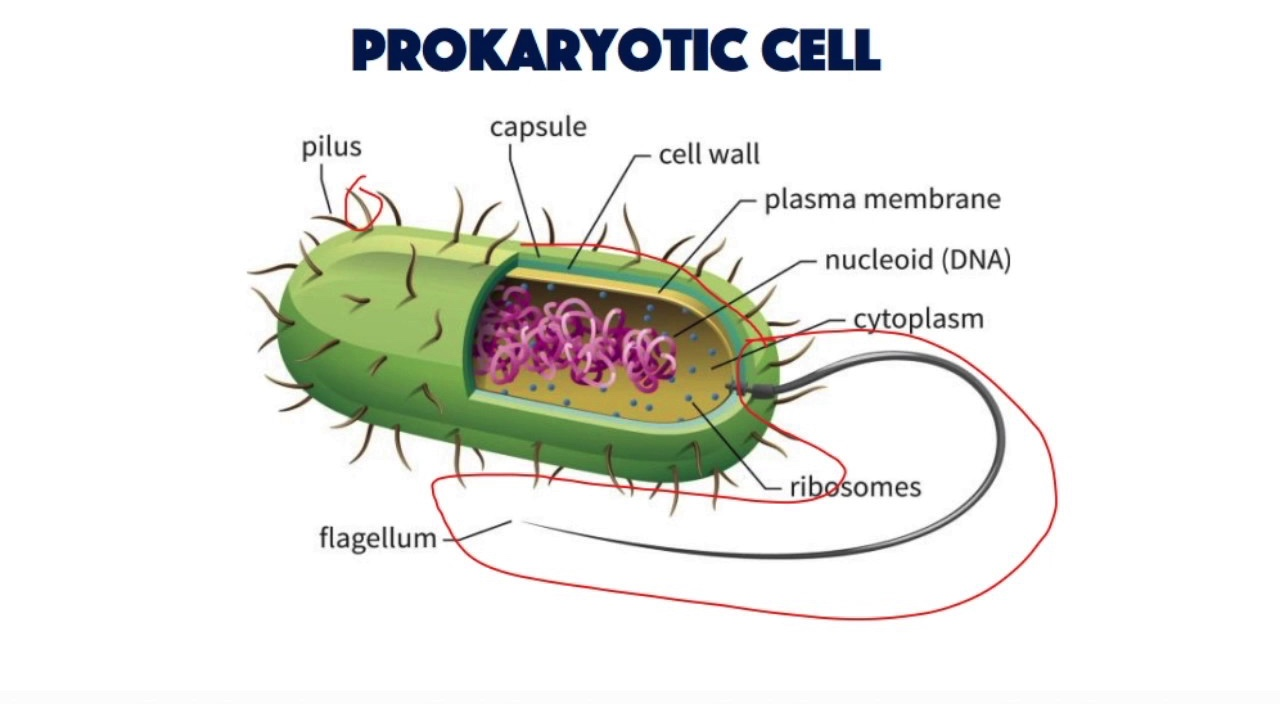 PROKARYOTIC CELL
capsule
pilus
cell wall
plasma membrane
nucleoid (DNA)
cytoplasm
ribosomes
flagellum